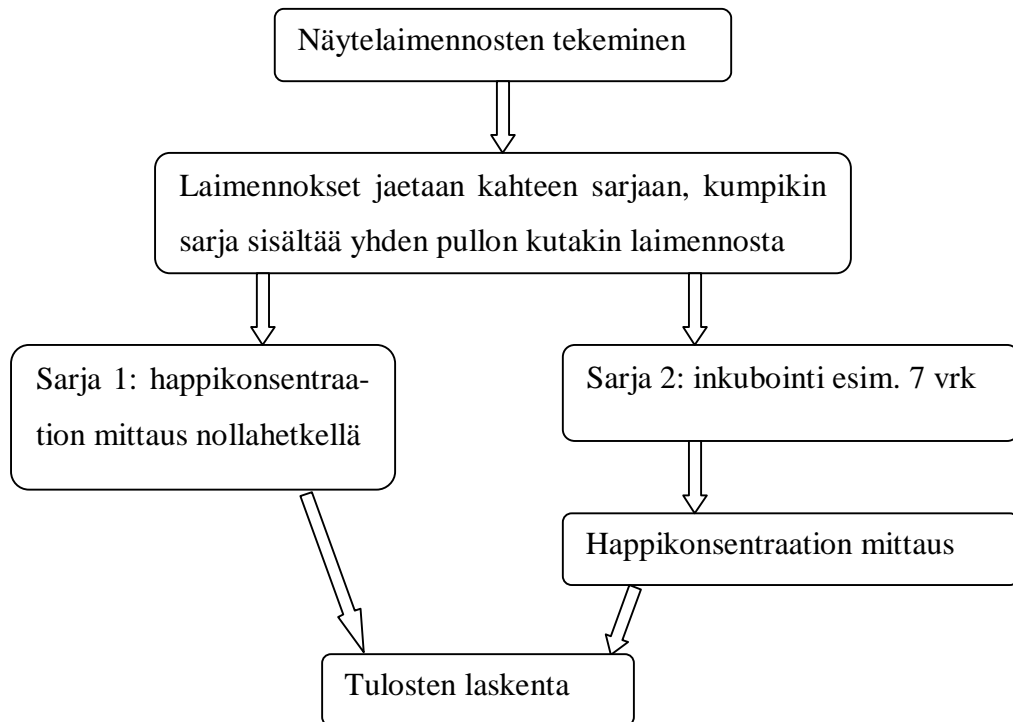 Näytelaimennosten tekeminen
Laimennokset jaetaan kahteen sarjaan, kumpikin
sarja sisältää yhden pullon kutakin laimennosta
Sarja 1: happikonsentraa-
tion mittaus nollahetkellä
Sarja 2: inkubointi esim. 7 vrk
Happikonsentraation mittaus
Tulosten laskenta